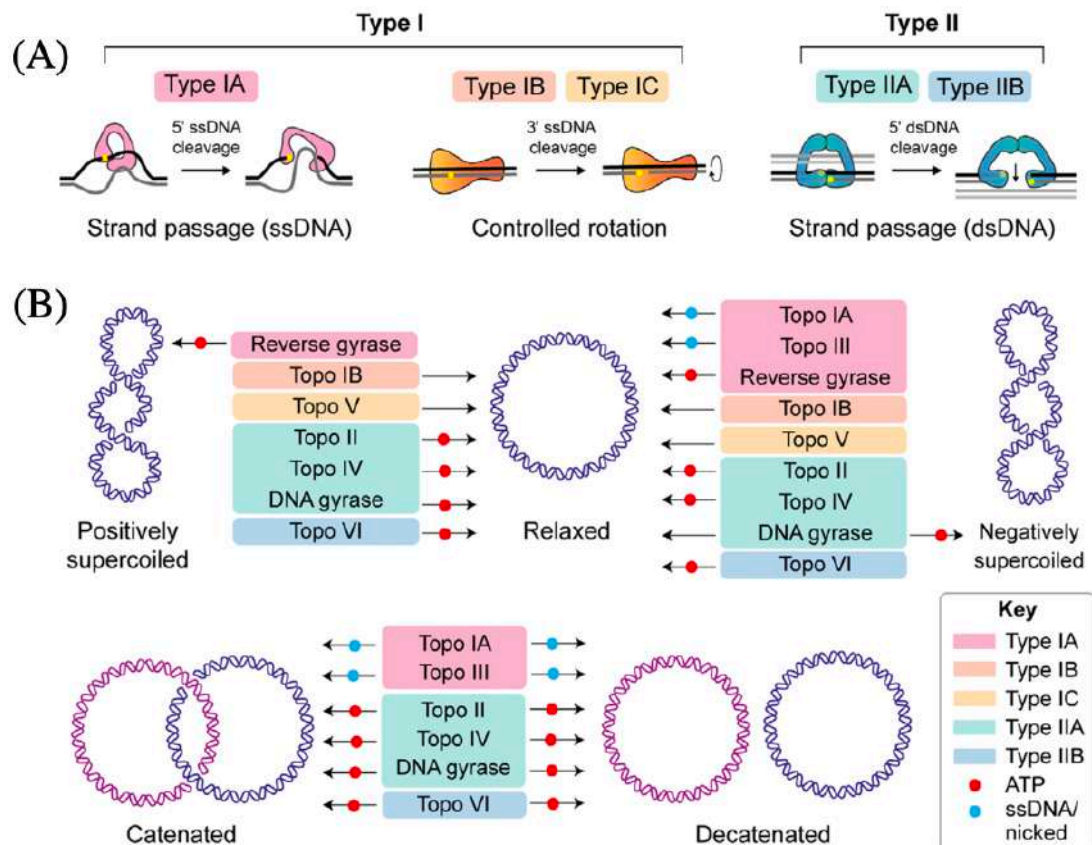 (A)
Type I
Type II
Type IA
Type IB
Type IC
Type IIA
Type IIB
5' ssDNA
cleavage
3' ssDNA
cleavage
5' dsDNA
cleavage
Strand passage (ssDNA)
Controlled rotation
Strand passage (dsDNA)
(B)
Reverse gyrase
Topo IB
Topo V
Topo II
Topo IV
DNA gyrase
Topo VI
Positively
supercoiled
Relaxed
Topo IA
Topo III
Reverse gyrase
Topo IB
Topo V
Topo II
Topo IV
DNA gyrase
Topo VI
Negatively
supercoiled
Topo IA
Topo III
Topo II
Topo IV
DNA gyrase
Topo VI
Catenated
Decatenated
Key
Type IA
Type IB
Type IC
Type IIA
Type IIB
ATP
ssDNA/
nicked